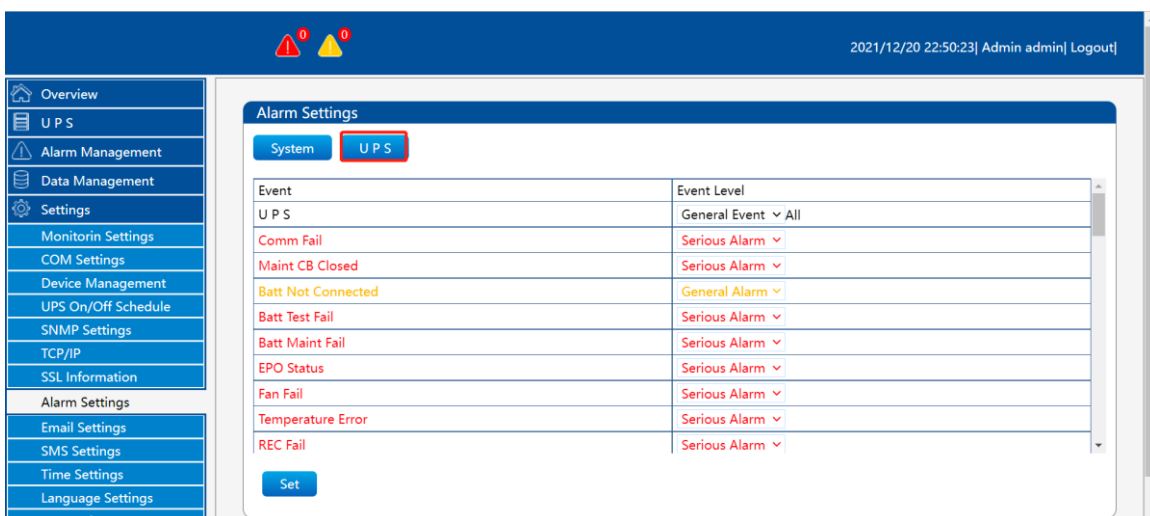 0 0
2021/12/20 22:50:23| Admin admin| Logout|
Overview
U P S
Alarm Management
Data Management
Settings
Monitorin Settings
COM Settings
Device Management
UPS On/Off Schedule
SNMP Settings
TCP/IP
SSL Information
Alarm Settings
Email Settings
SMS Settings
Time Settings
Language Settings
Alarm Settings
System U P S
Event Event Level
U P S General Event All
Comm Fail Serious Alarm
Maint CB Closed Serious Alarm
Batt Not Connected General Alarm
Batt Test Fail Serious Alarm
Batt Maint Fail Serious Alarm
EPO Status Serious Alarm
Fan Fail Serious Alarm
Temperature Error Serious Alarm
REC Fail Serious Alarm
Set